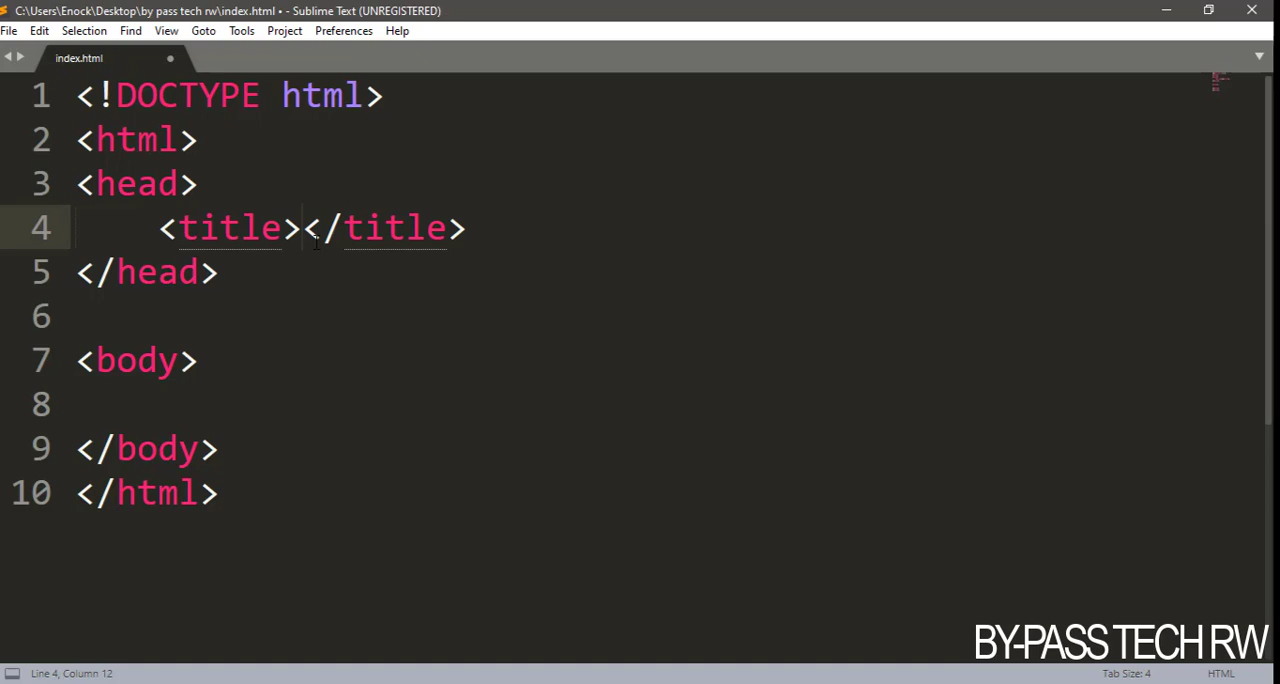 C:\Users\Enock\Desktop\by pass tech rw\index.html • - Sublime Text (UNREGISTERED)
File Edit Selection Find View Goto Tools Project Preferences Help
index.html
1 <!DOCTYPE html>
2 <html>
3 <head>
4 <title></title>
5 </head>
6
7 <body>
8
9 </body>
10 </html>
BY-PASS TECH RW
Line 4, Column 12 Tab Size: 4 HTML